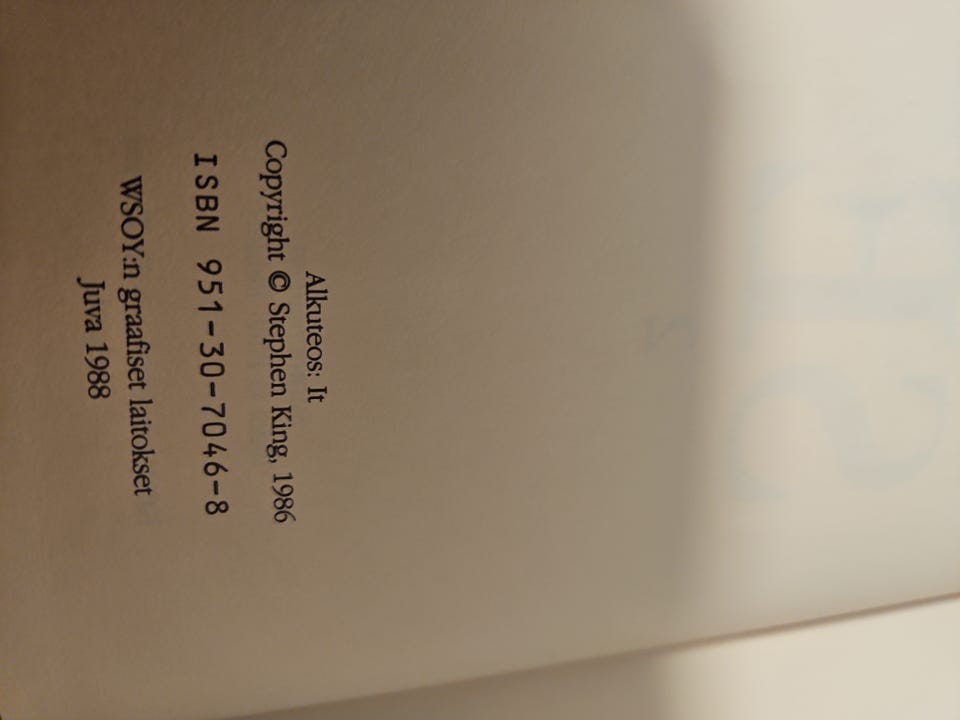 Alkuteos: It
Copyright © Stephen King, 1986
ISBN 951-30-7046-8
WSOY:n graafiset laitokset
Juva 1988